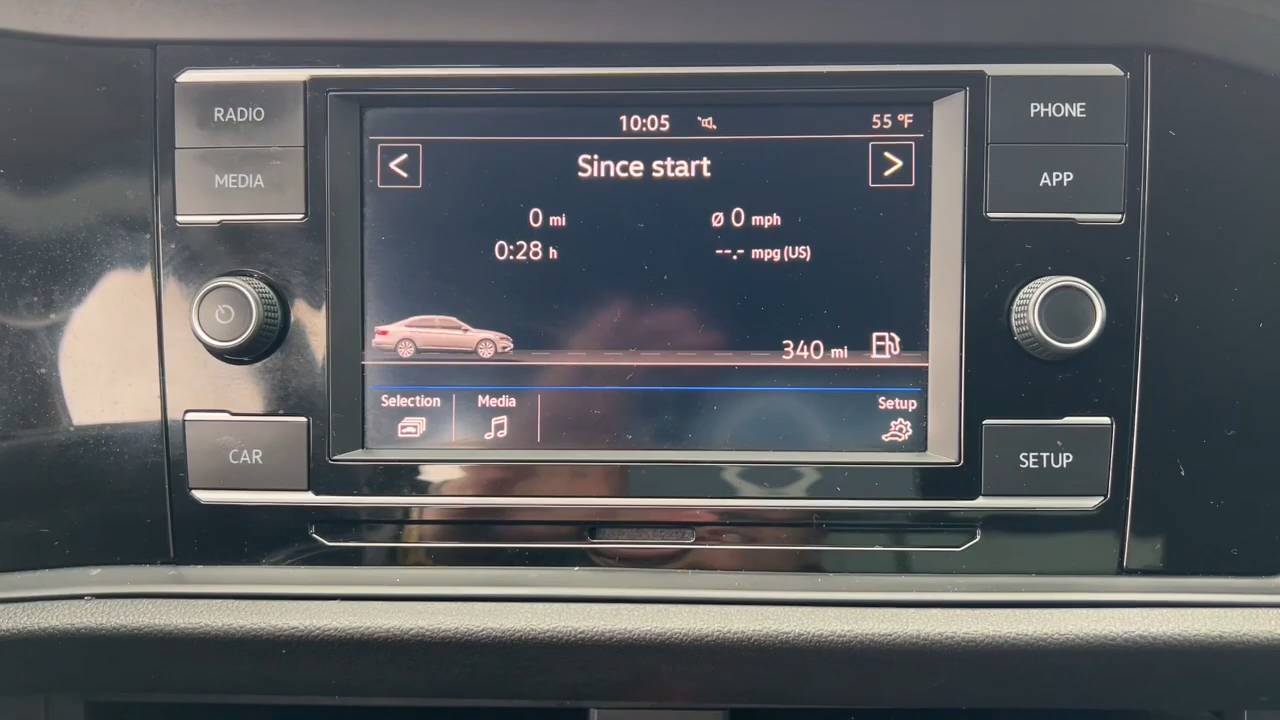 RADIO
MEDIA
CAR
10:05
55 °F
<
Since start
>
0 mi
Ø 0 mph
0:28 h
--.- mpg (US)
340 mi
Selection
Media
Setup
PHONE
APP
SETUP